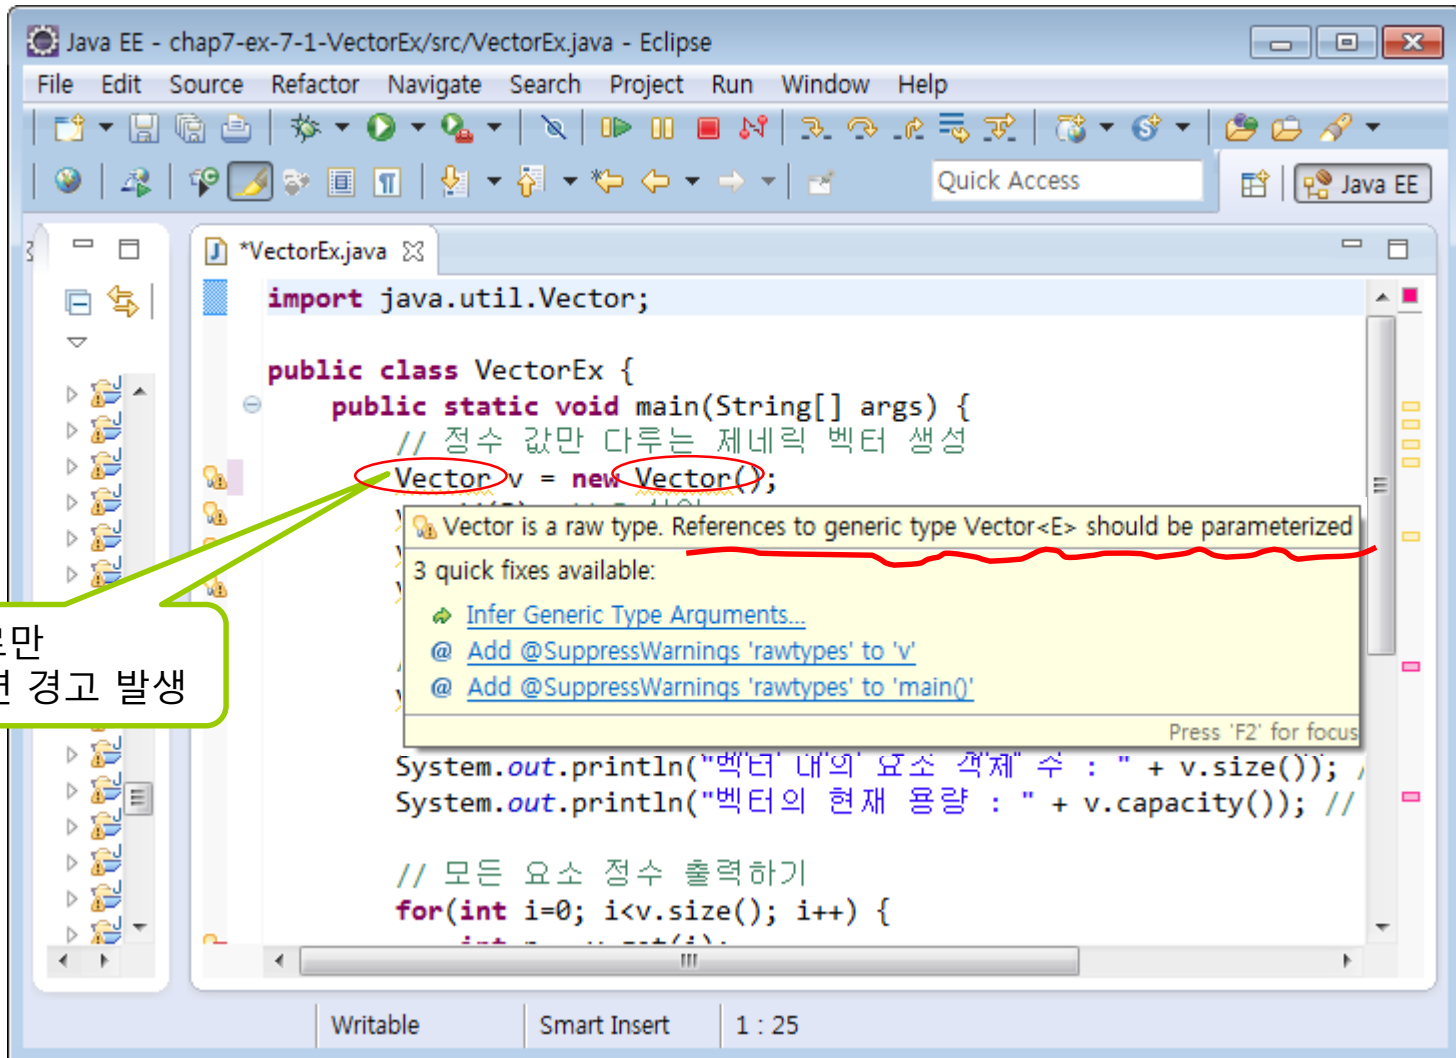 Java EE - chap7-ex-7-1-VectorEx/src/VectorEx.java - Eclipse
File Edit Source Refactor Navigate Search Project Run Window Help
Quick Access
Java EE
*VectorEx.java
import java.util.Vector;
public class VectorEx {
public static void main(String[] args) {
// 정수 값만 다루는 제네릭 벡터 생성
Vector v = new Vector();
Vector is a raw type. References to generic type Vector<E> should be parameterized
3 quick fixes available:
Infer Generic Type Arguments...
@ Add @SuppressWarnings 'rawtypes' to 'v'
@ Add @SuppressWarnings 'rawtypes' to 'main()'
Press 'F2' for focus
경고 발생
System.out.println("벡터 내의 요소 객체 수 : " + v.size());
System.out.println("벡터의 현재 용량 : " + v.capacity()); //
// 모든 요소 정수 출력하기
for(int i=0; i<v.size(); i++) {
Writable Smart Insert 1 : 25